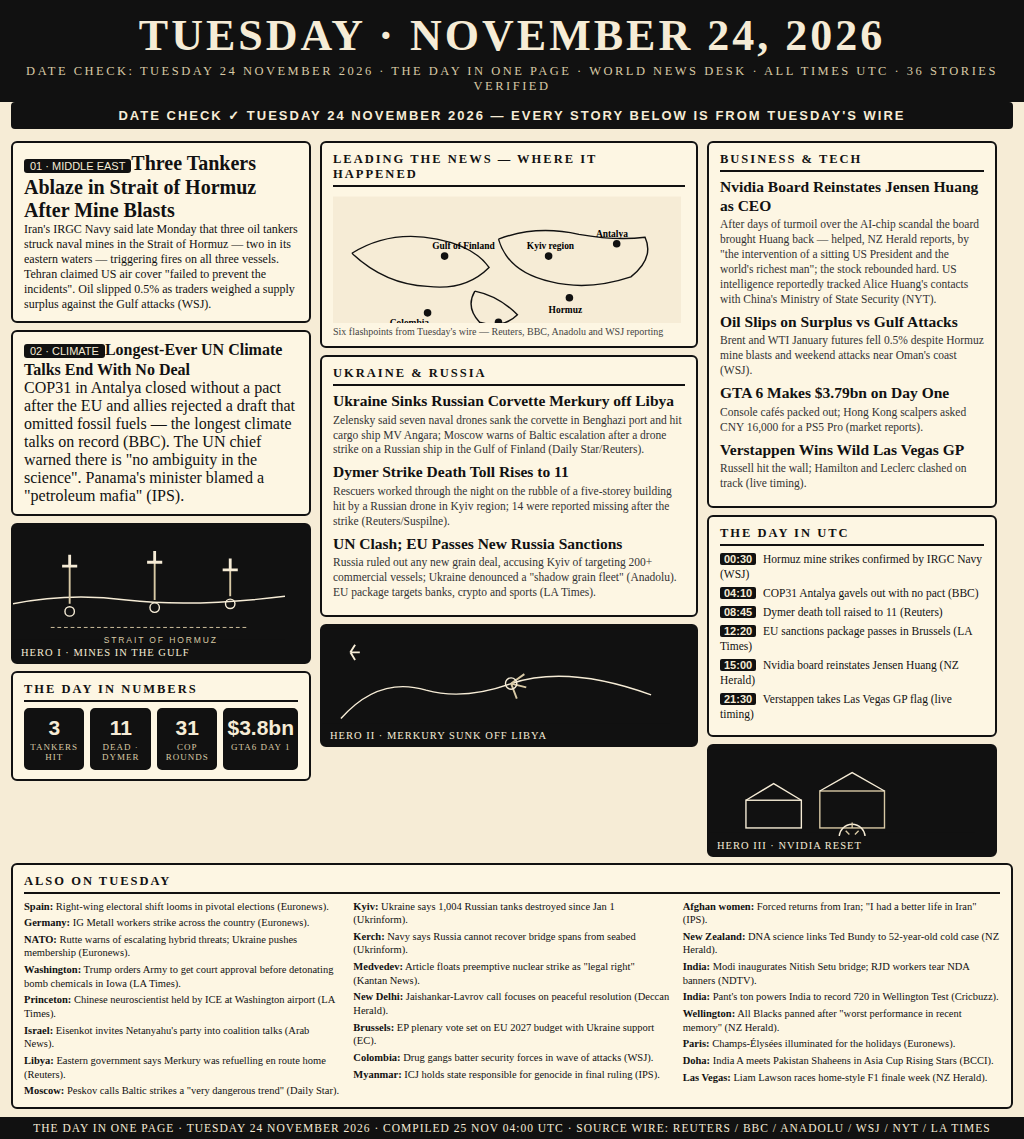 TUESDAY · NOVEMBER 24, 2026
DATE CHECK: TUESDAY 24 NOVEMBER 2026 · THE DAY IN ONE PAGE · WORLD NEWS DESK · ALL TIMES UTC · 36 STORIES
VERIFIED
DATE CHECK ✓ TUESDAY 24 NOVEMBER 2026 — EVERY STORY BELOW IS FROM TUESDAY'S WIRE
01 · MIDDLE EAST Three Tankers
Ablaze in Strait of Hormuz
After Mine Blasts
Iran's IRGC Navy said late Monday that three oil tankers
struck naval mines in the Strait of Hormuz — two in its
eastern waters — triggering fires on all three vessels.
Tehran claimed US air cover "failed to prevent the
incidents". Oil slipped 0.5% as traders weighed a supply
surplus against the Gulf attacks (WSJ).
02 · CLIMATE Longest-Ever UN Climate
Talks End With No Deal
COP31 in Antalya closed without a pact
after the EU and allies rejected a draft that
omitted fossil fuels — the longest climate
talks on record (BBC). The UN chief
warned there is "no ambiguity in the
science". Panama's minister blamed a
"petroleum mafia" (IPS).
STRAIT OF HORMUZ
HERO I · MINES IN THE GULF
THE DAY IN NUMBERS
3
TANKERS
HIT
11
DEAD ·
DYMER
31
COP
ROUNDS
$3.8bn
GTA6 DAY 1
LEADING THE NEWS — WHERE IT
HAPPENED
Antalya
Gulf of Finland
Kyiv region
Hormuz
Colombia
Six flashpoints from Tuesday's wire — Reuters, BBC, Anadolu and WSJ reporting
UKRAINE & RUSSIA
Ukraine Sinks Russian Corvette Merkury off Libya
Zelensky said seven naval drones sank the corvette in Benghazi port and hit
cargo ship MV Angara; Moscow warns of Baltic escalation after a drone
strike on a Russian ship in the Gulf of Finland (Daily Star/Reuters).
Dymer Strike Death Toll Rises to 11
Rescuers worked through the night on the rubble of a five-storey building
hit by a Russian drone in Kyiv region; 14 were reported missing after the
strike (Reuters/Suspilne).
UN Clash; EU Passes New Russia Sanctions
Russia ruled out any new grain deal, accusing Kyiv of targeting 200+
commercial vessels; Ukraine denounced a "shadow grain fleet" (Anadolu).
EU package targets banks, crypto and sports (LA Times).
HERO II · MERKURY SUNK OFF LIBYA
BUSINESS & TECH
Nvidia Board Reinstates Jensen Huang
as CEO
After days of turmoil over the AI-chip scandal the board
brought Huang back — helped, NZ Herald reports, by
"the intervention of a sitting US President and the
world's richest man"; the stock rebounded hard. US
intelligence reportedly tracked Alice Huang's contacts
with China's Ministry of State Security (NYT).
Oil Slips on Surplus vs Gulf Attacks
Brent and WTI January futures fell 0.5% despite Hormuz
mine blasts and weekend attacks near Oman's coast
(WSJ).
GTA 6 Makes $3.79bn on Day One
Console cafés packed out; Hong Kong scalpers asked
CNY 16,000 for a PS5 Pro (market reports).
Verstappen Wins Wild Las Vegas GP
Russell hit the wall; Hamilton and Leclerc clashed on
track (live timing).
THE DAY IN UTC
00:30 Hormuz mine strikes confirmed by IRGC Navy
(WSJ)
04:10 COP31 Antalya gavels out with no pact (BBC)
08:45 Dymer death toll raised to 11 (Reuters)
12:20 EU sanctions package passes in Brussels (LA
Times)
15:00 Nvidia board reinstates Jensen Huang (NZ
Herald)
21:30 Verstappen takes Las Vegas GP flag (live
timing)
HERO III · NVIDIA RESET
ALSO ON TUESDAY
Spain: Right-wing electoral shift looms in pivotal elections (Euronews).
Germany: IG Metall workers strike across the country (Euronews).
NATO: Rutte warns of escalating hybrid threats; Ukraine pushes
membership (Euronews).
Washington: Trump orders Army to get court approval before detonating
bomb chemicals in Iowa (LA Times).
Princeton: Chinese neuroscientist held by ICE at Washington airport (LA
Times).
Israel: Eisenkot invites Netanyahu's party into coalition talks (Arab
News).
Libya: Eastern government says Merkury was refuelling en route home
(Reuters).
Moscow: Peskov calls Baltic strikes a "very dangerous trend" (Daily Star).
Kyiv: Ukraine says 1,004 Russian tanks destroyed since Jan 1
(Ukrinform).
Kerch: Navy says Russia cannot recover bridge spans from seabed
(Ukrinform).
Medvedev: Article floats preemptive nuclear strike as "legal right"
(Kantan News).
New Delhi: Jaishankar-Lavrov call focuses on peaceful resolution (Deccan
Herald).
Brussels: EP plenary vote set on EU 2027 budget with Ukraine support
(EC).
Colombia: Drug gangs batter security forces in wave of attacks (WSJ).
Myanmar: ICJ holds state responsible for genocide in final ruling (IPS).
Afghan women: Forced returns from Iran; "I had a better life in Iran"
(IPS).
New Zealand: DNA science links Ted Bundy to 52-year-old cold case (NZ
Herald).
India: Modi inaugurates Nitish Setu bridge; RJD workers tear NDA
banners (NDTV).
India: Pant's ton powers India to record 720 in Wellington Test (Cricbuzz).
Wellington: All Blacks panned after "worst performance in recent
memory" (NZ Herald).
Paris: Champs-Élysées illuminated for the holidays (Euronews).
Doha: India A meets Pakistan Shaheens in Asia Cup Rising Stars (BCCI).
Las Vegas: Liam Lawson races home-style F1 finale week (NZ Herald).
THE DAY IN ONE PAGE · TUESDAY 24 NOVEMBER 2026 · COMPILED 25 NOV 04:00 UTC · SOURCE WIRE: REUTERS / BBC / ANADOLU / WSJ / NYT / LA TIMES